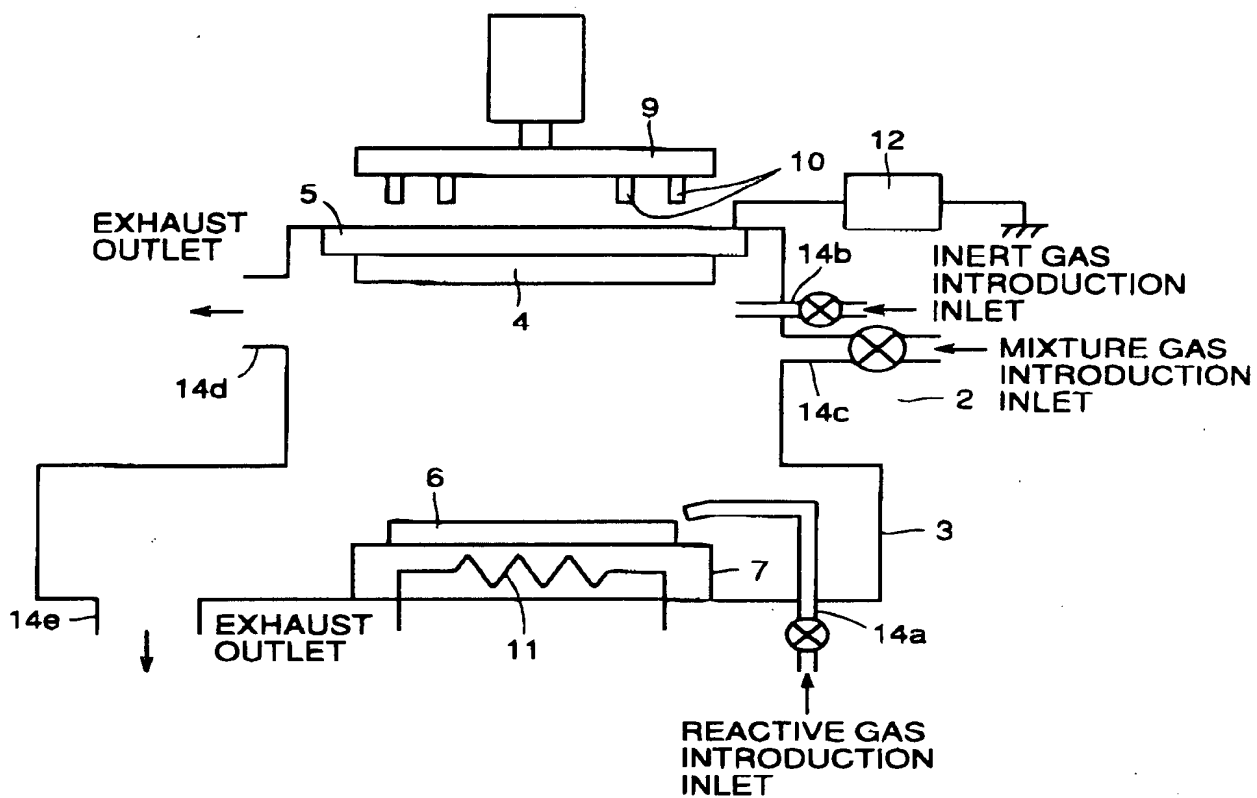 9
10
12
5
EXHAUST
OUTLET
4
14b
INERT GAS
INTRODUCTION
INLET
14d
14c
2
MIXTURE GAS
INTRODUCTION
INLET
6
3
7
14e
EXHAUST
OUTLET
11
14a
REACTIVE GAS
INTRODUCTION
INLET